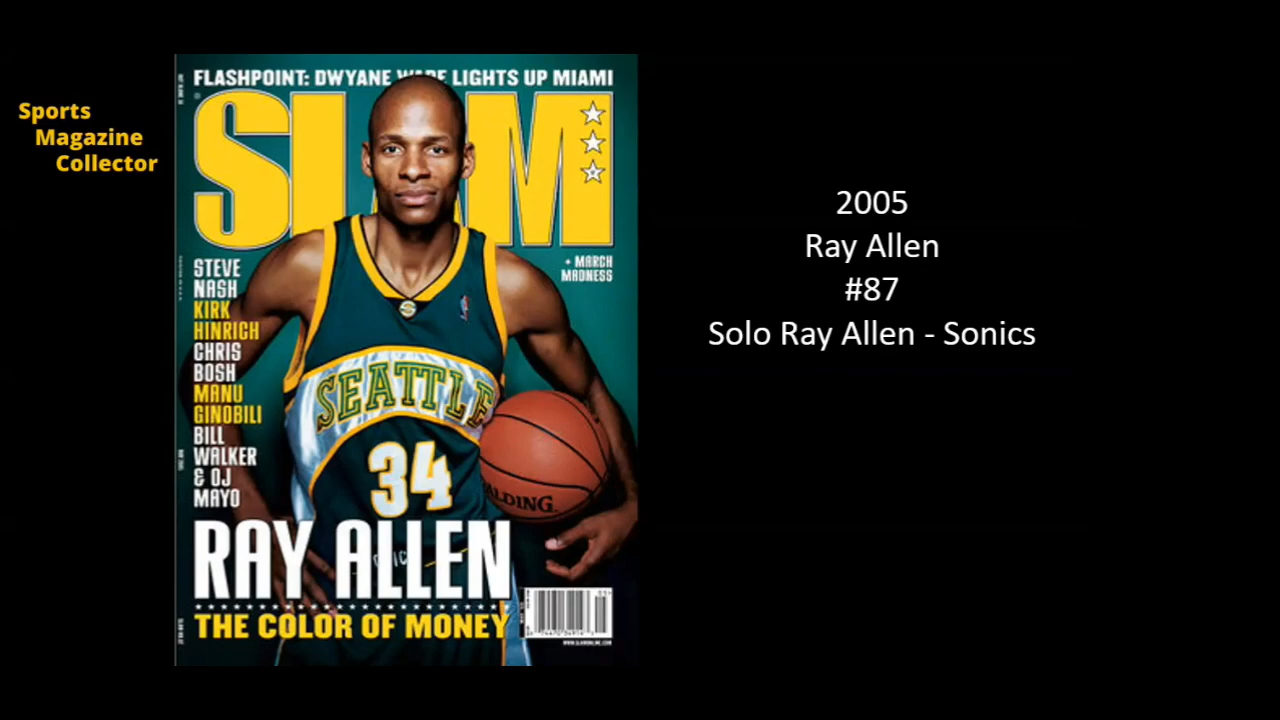 Sports
Magazine
Collector
FLASHPOINT: DWYANE WADE LIGHTS UP MIAMI
SLAM
+ MARCH
MADNESS
STEVE
NASH
KIRK
HINRICH
CHRIS
BOSH
MANU
GINOBILI
BILL
WALKER
& OJ
MAYO
SEATTLE
34
SPALDING
RAY ALLEN
THE COLOR OF MONEY
2005
Ray Allen
#87
Solo Ray Allen - Sonics